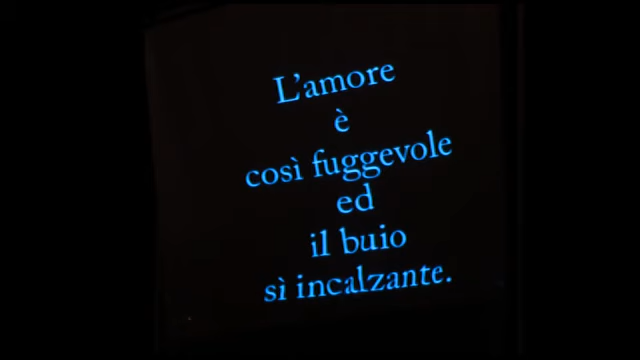 L'amore
è
così fuggevole
ed
il buio
sì incalzante.